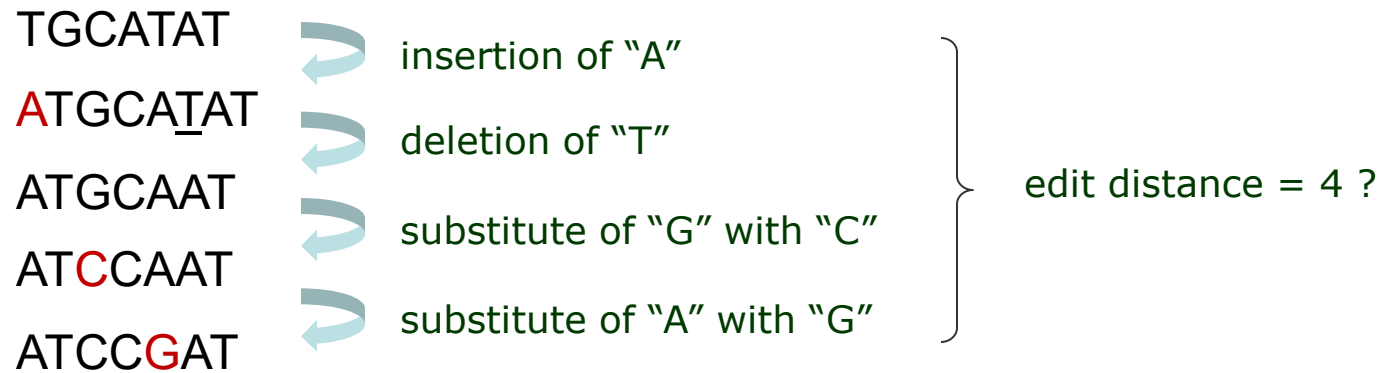 TGCATAT
insertion of “A”
ATGCATAT
deletion of “T”
edit distance = 4 ?
ATGCAAT
substitute of “G” with “C”
ATCCAAT
substitute of “A” with “G”
ATCCGAT